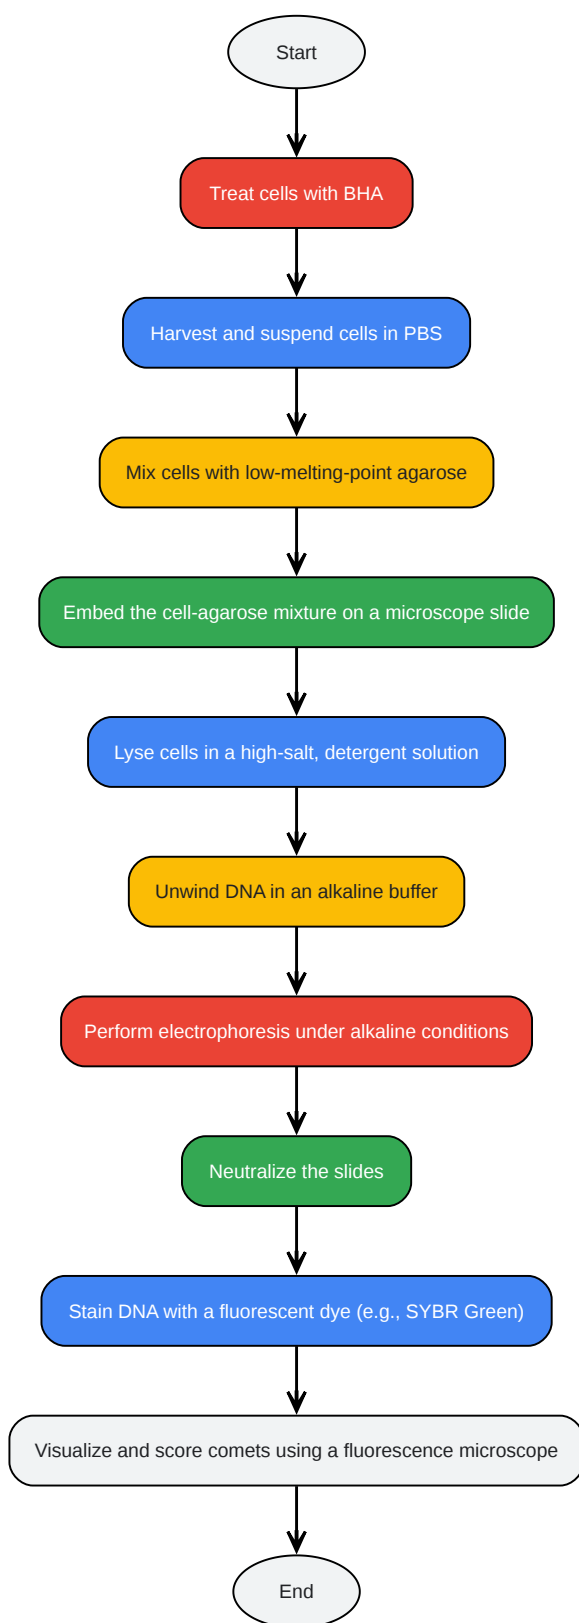 Start
Treat cells with BHA
Harvest and suspend cells in PBS
Mix cells with low-melting-point agarose
Embed the cell-agarose mixture on a microscope slide
Lyse cells in a high-salt, detergent solution
Unwind DNA in an alkaline buffer
Perform electrophoresis under alkaline conditions
Neutralize the slides
Stain DNA with a fluorescent dye (e.g., SYBR Green)
Visualize and score comets using a fluorescence microscope
End